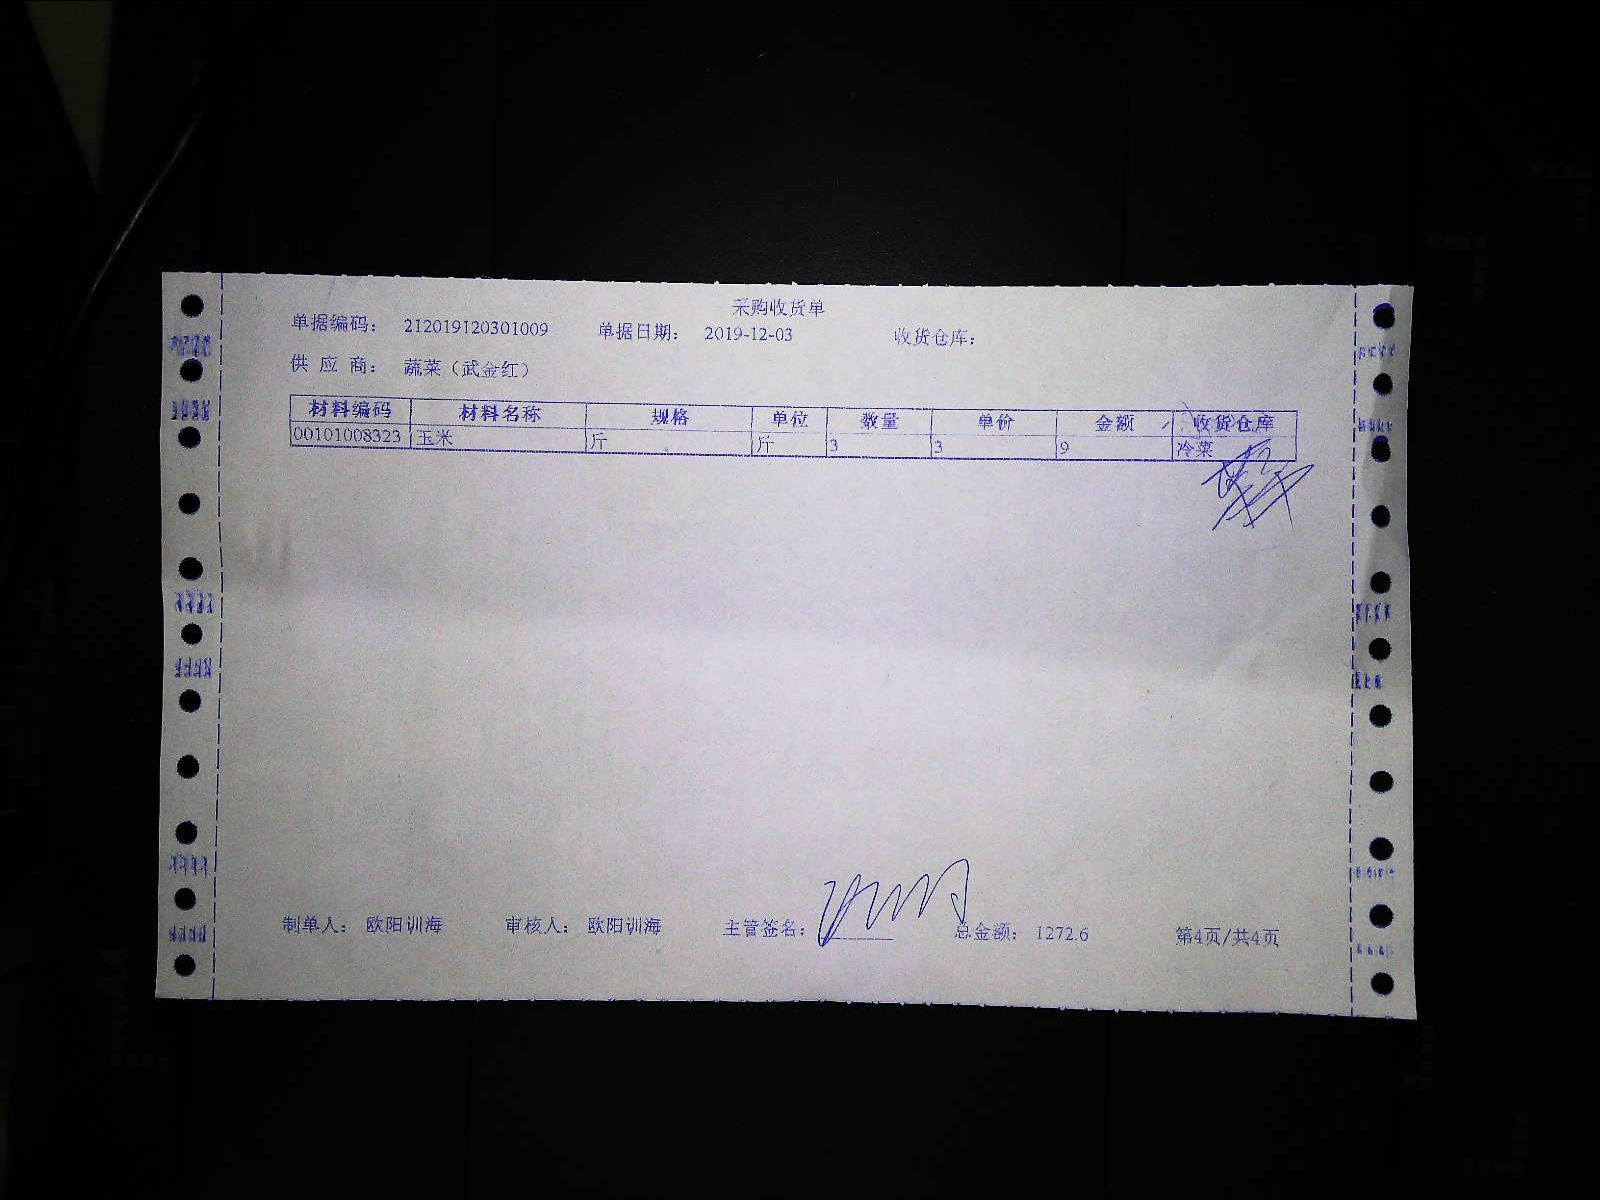 采购收货单
单据编码: 212019120301009 单据日期: 2019-12-03 收货仓库:
供 应 商: 蔬菜（武金红）
材料编码 材料名称 规格 单位 数量 单价 金额 收货仓库
00101008323 玉米 斤 斤 3 3 9 冷菜
制单人: 欧阳训海 审核人: 欧阳训海 主管签名: 总金额: 1272.6 第4页/共4页